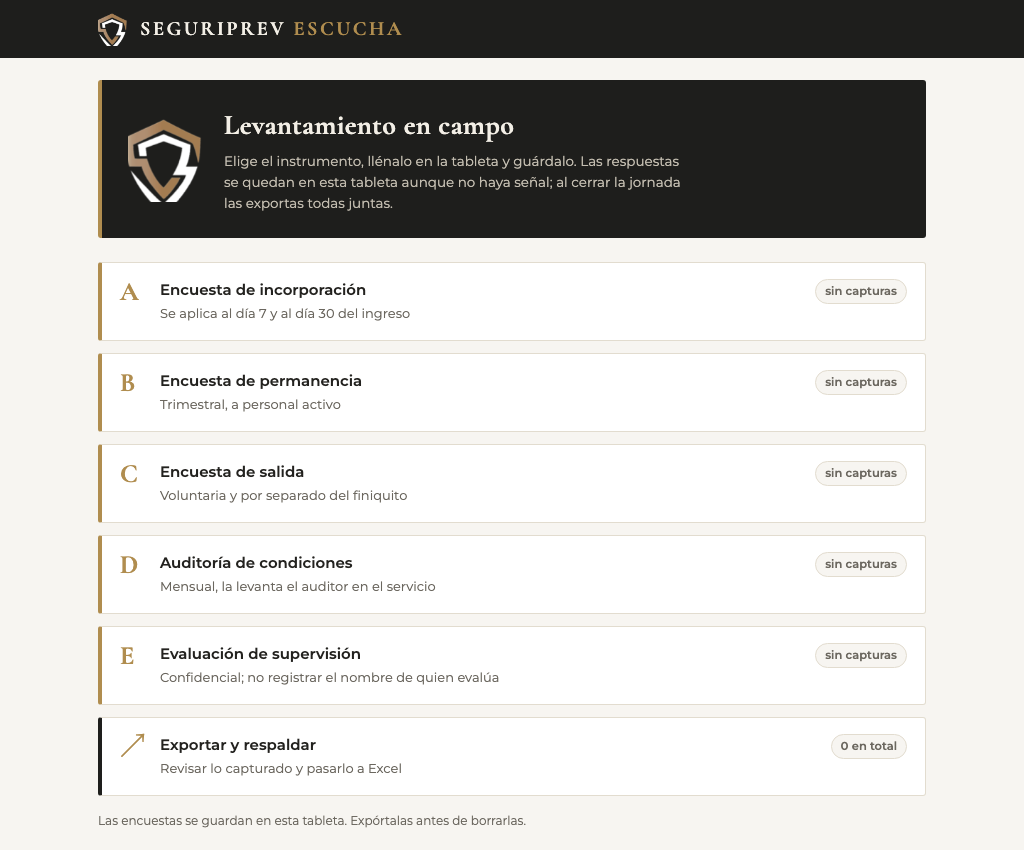 SEGURIPREV ESCUCHA
Levantamiento en campo
Elige el instrumento, llénalo en la tableta y guárdalo. Las respuestas
se quedan en esta tableta aunque no haya señal; al cerrar la jornada
las exportas todas juntas.
A
Encuesta de incorporación
sin capturas
Se aplica al día 7 y al día 30 del ingreso
B
Encuesta de permanencia
sin capturas
Trimestral, a personal activo
C
Encuesta de salida
sin capturas
Voluntaria y por separado del finiquito
D
Auditoría de condiciones
sin capturas
Mensual, la levanta el auditor en el servicio
E
Evaluación de supervisión
sin capturas
Confidencial; no registrar el nombre de quien evalúa
Exportar y respaldar
0 en total
Revisar lo capturado y pasarlo a Excel
Las encuestas se guardan en esta tableta. Expórtalas antes de borrarlas.